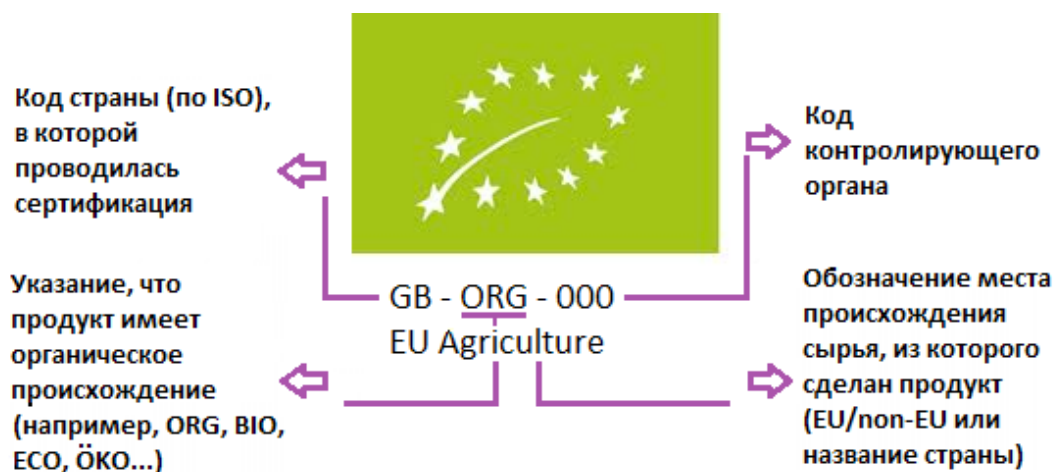 Код страны (по ISO),
в которой
проводилась
сертификация
Код
контролирующего
органа
GB - ORG - 000
EU Agriculture
Указание, что
продукт имеет
органическое
происхождение
(например, ORG, BIO,
ECO, ÖKO...)
Обозначение места
происхождения
сырья, из которого
сделан продукт
(EU/non-EU или
название страны)